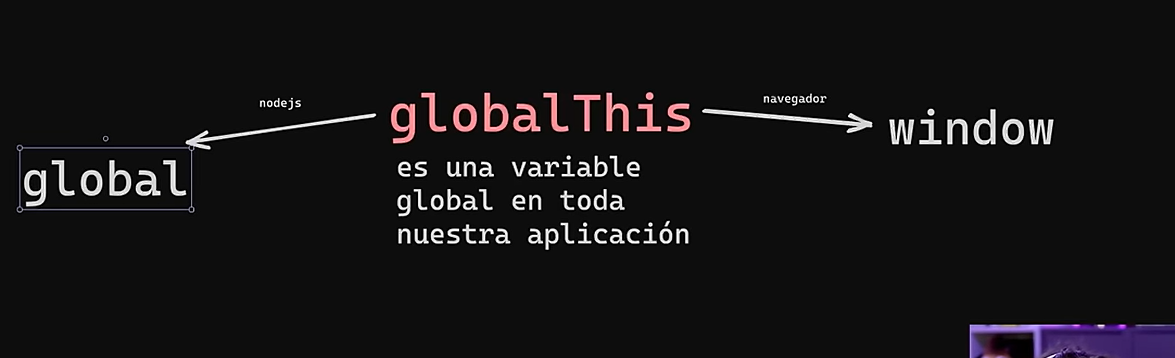 nodejs
globalThis
navegador
window
global
es una variable
global en toda
nuestra aplicación